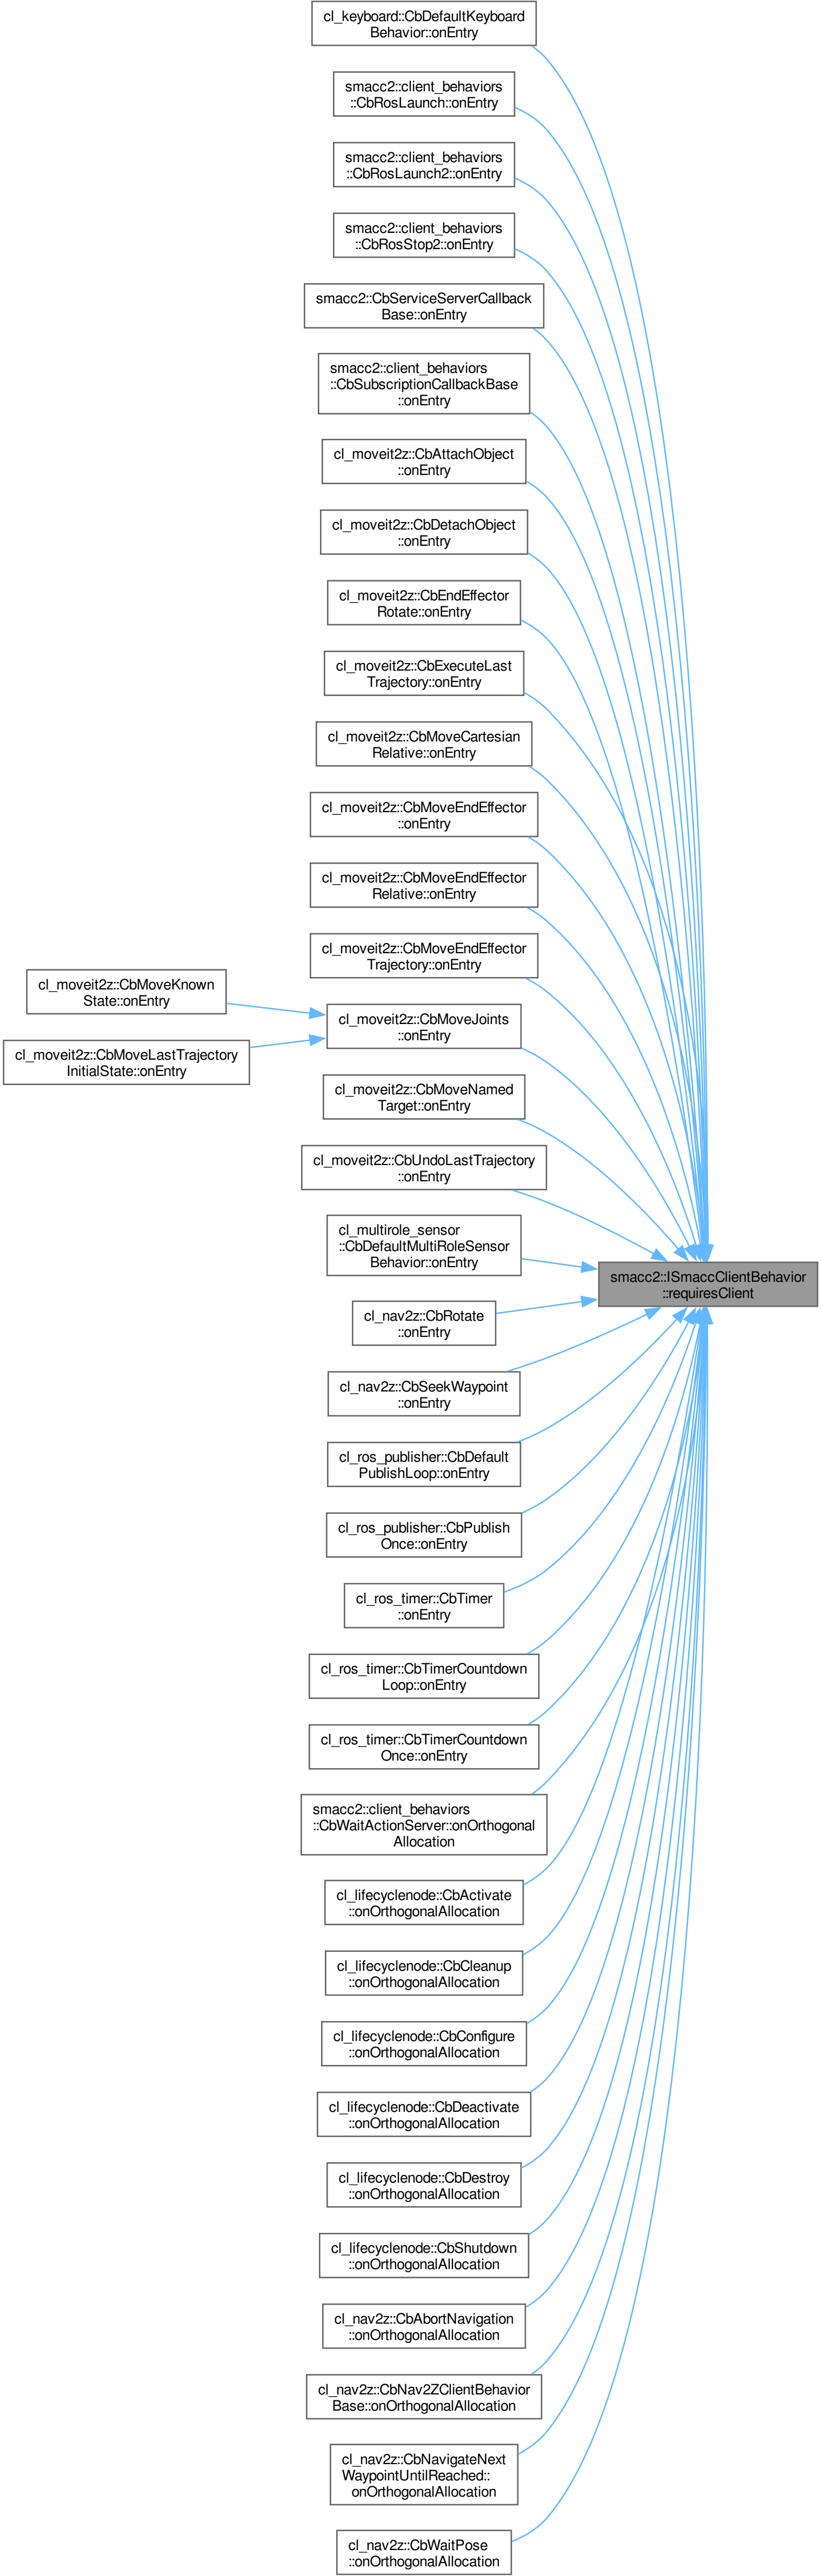 cl_keyboard::CbDefaultKeyboard
Behavior::onEntry
smacc2::client_behaviors
::CbRosLaunch::onEntry
smacc2::client_behaviors
::CbRosLaunch2::onEntry
smacc2::client_behaviors
::CbRosStop2::onEntry
smacc2::CbServiceServerCallback
Base::onEntry
smacc2::client_behaviors
::CbSubscriptionCallbackBase
::onEntry
cl_moveit2z::CbAttachObject
::onEntry
cl_moveit2z::CbDetachObject
::onEntry
cl_moveit2z::CbEndEffector
Rotate::onEntry
cl_moveit2z::CbExecuteLast
Trajectory::onEntry
cl_moveit2z::CbMoveCartesian
Relative::onEntry
cl_moveit2z::CbMoveEndEffector
::onEntry
cl_moveit2z::CbMoveEndEffector
Relative::onEntry
cl_moveit2z::CbMoveEndEffector
Trajectory::onEntry
cl_moveit2z::CbMoveKnown
State::onEntry
cl_moveit2z::CbMoveJoints
::onEntry
cl_moveit2z::CbMoveLastTrajectory
InitialState::onEntry
cl_moveit2z::CbMoveNamed
Target::onEntry
cl_moveit2z::CbUndoLastTrajectory
::onEntry
cl_multirole_sensor
::CbDefaultMultiRoleSensor
Behavior::onEntry
smacc2::ISmaccClientBehavior
::requiresClient
cl_nav2z::CbRotate
::onEntry
cl_nav2z::CbSeekWaypoint
::onEntry
cl_ros_publisher::CbDefault
PublishLoop::onEntry
cl_ros_publisher::CbPublish
Once::onEntry
cl_ros_timer::CbTimer
::onEntry
cl_ros_timer::CbTimerCountdown
Loop::onEntry
cl_ros_timer::CbTimerCountdown
Once::onEntry
smacc2::client_behaviors
::CbWaitActionServer::onOrthogonal
Allocation
cl_lifecyclenode::CbActivate
::onOrthogonalAllocation
cl_lifecyclenode::CbCleanup
::onOrthogonalAllocation
cl_lifecyclenode::CbConfigure
::onOrthogonalAllocation
cl_lifecyclenode::CbDeactivate
::onOrthogonalAllocation
cl_lifecyclenode::CbDestroy
::onOrthogonalAllocation
cl_lifecyclenode::CbShutdown
::onOrthogonalAllocation
cl_nav2z::CbAbortNavigation
::onOrthogonalAllocation
cl_nav2z::CbNav2ZClientBehavior
Base::onOrthogonalAllocation
cl_nav2z::CbNavigateNext
WaypointUntilReached::
onOrthogonalAllocation
cl_nav2z::CbWaitPose
::onOrthogonalAllocation